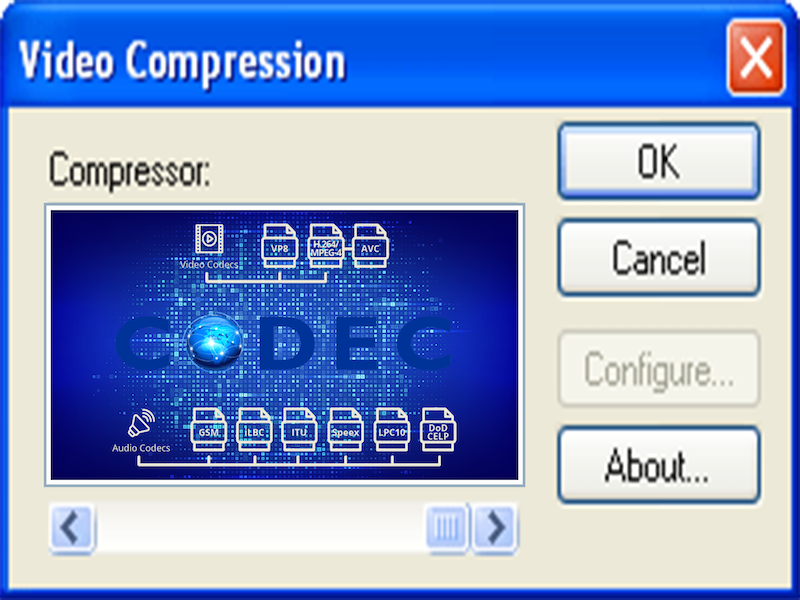 Video Compression
Compressor:
OK
Cancel
Configure...
About...
Video Codecs
VP8
H.264/
MPEG-4
AVC
CODEC
Audio Codecs
GSM
iLBC
ITU
Speex
LPC10
DoD
CELP